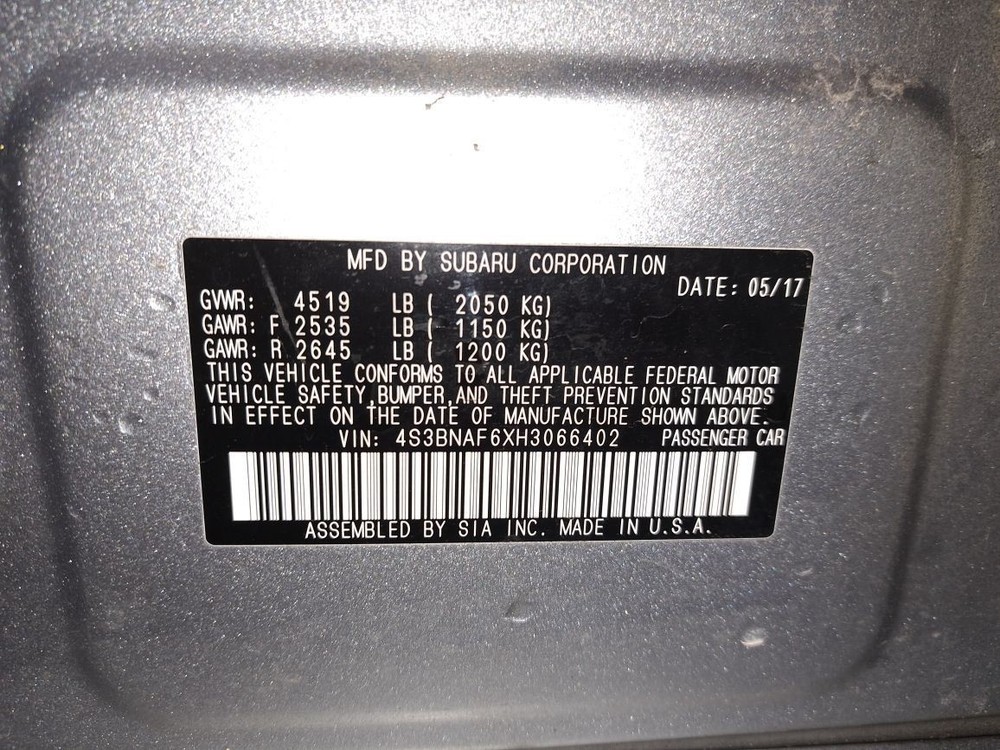 MFD BY SUBARU CORPORATION
DATE: 05/17
GVWR: 4519 LB ( 2050 KG)
GAWR: F 2535 LB ( 1150 KG)
GAWR: R 2645 LB ( 1200 KG)
THIS VEHICLE CONFORMS TO ALL APPLICABLE FEDERAL MOTOR
VEHICLE SAFETY,BUMPER,AND THEFT PREVENTION STANDARDS
IN EFFECT ON THE DATE OF MANUFACTURE SHOWN ABOVE.
VIN: 4S3BNAF6XH3066402 PASSENGER CAR
ASSEMBLED BY SIA INC. MADE IN U.S.A.